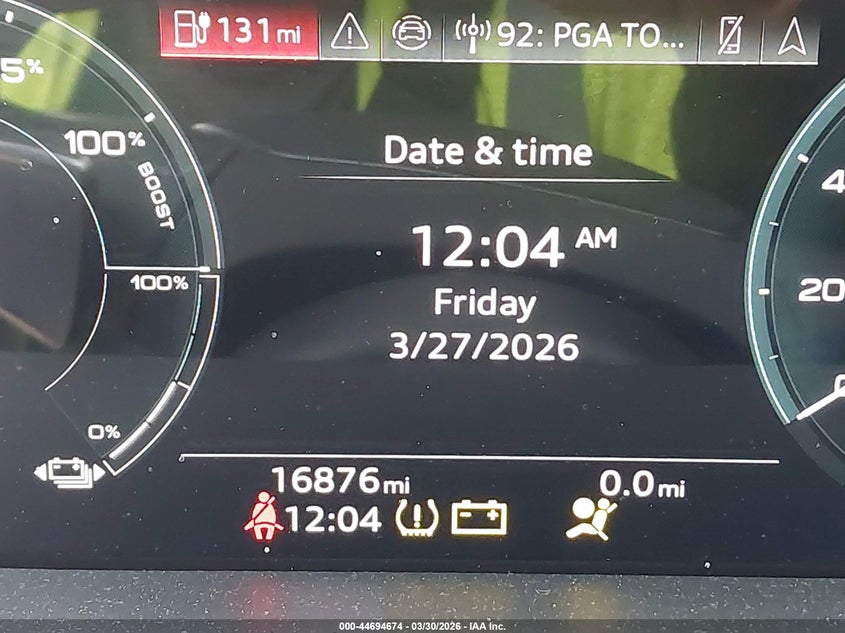 131 mi
92: PGA TO...
5%
100%
BOOST
100%
0%
Date & time
12:04 AM
Friday
3/27/2026
4
20
0
16876 mi
0.0 mi
12:04
000-44694674 - 03/30/2026 - IAA Inc.